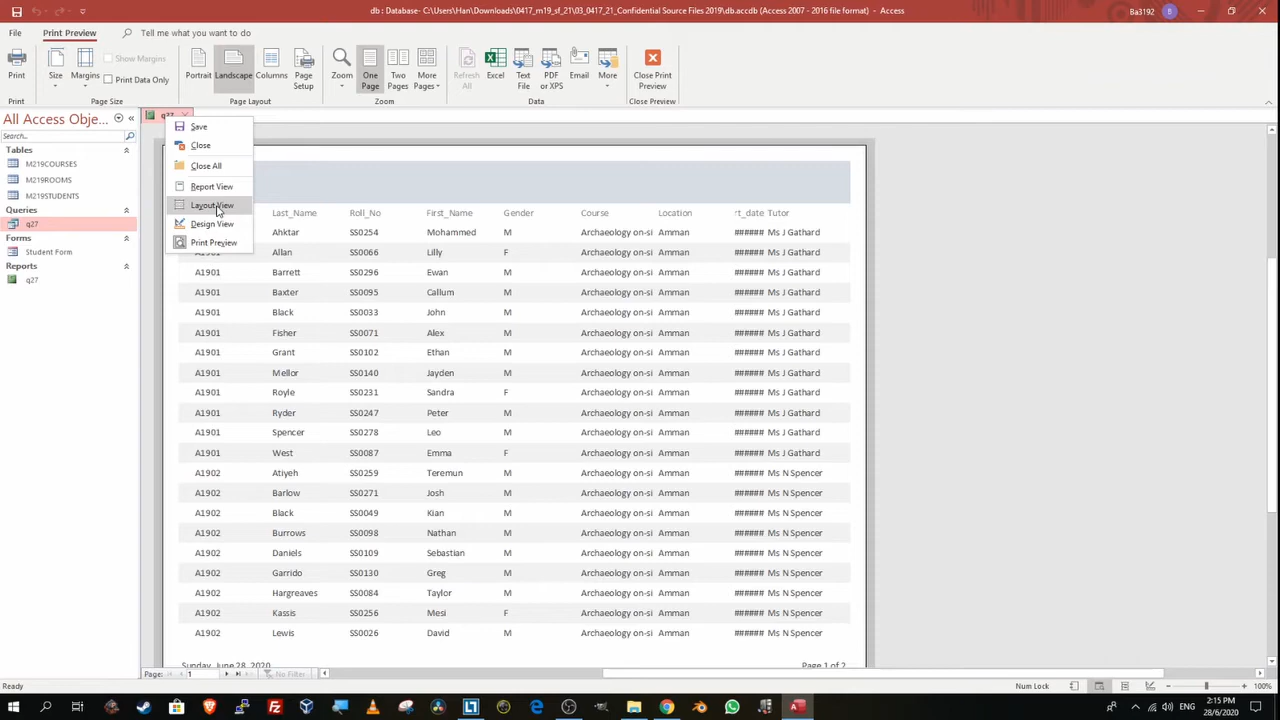 db : Database- C:\Users\Han\Downloads\0417_m19_sf_21\03_0417_21_Confidential Source Files 2019\db.accdb (Access 2007 - 2016 file format) - Access
Ba3192
File
Print Preview
Tell me what you want to do
Print
Size
Margins
Show Margins
Print Data Only
Portrait
Landscape
Columns
Page Setup
Zoom
One Page
Two Pages
More Pages
Refresh All
Excel
Text File
PDF or XPS
Email
More
Close Print Preview
Print
Page Size
Page Layout
Zoom
Data
Close Preview
All Access Obje...
Search...
Tables
M219COURSES
M219ROOMS
M219STUDENTS
Queries
q27
Forms
Student Form
Reports
q27
q27
Save
Close
Close All
Report View
Layout View
Design View
Print Preview
Last_Name Roll_No First_Name Gender Course Location rt_date Tutor
Ahktar SS0254 Mohammed M Archaeology on-si Amman ###### Ms J Gathard
A1901 Allan SS0066 Lilly F Archaeology on-si Amman ###### Ms J Gathard
A1901 Barrett SS0296 Ewan M Archaeology on-si Amman ###### Ms J Gathard
A1901 Baxter SS0095 Callum M Archaeology on-si Amman ###### Ms J Gathard
A1901 Black SS0033 John M Archaeology on-si Amman ###### Ms J Gathard
A1901 Fisher SS0071 Alex M Archaeology on-si Amman ###### Ms J Gathard
A1901 Grant SS0102 Ethan M Archaeology on-si Amman ###### Ms J Gathard
A1901 Mellor SS0140 Jayden M Archaeology on-si Amman ###### Ms J Gathard
A1901 Royle SS0231 Sandra F Archaeology on-si Amman ###### Ms J Gathard
A1901 Ryder SS0247 Peter M Archaeology on-si Amman ###### Ms J Gathard
A1901 Spencer SS0278 Leo M Archaeology on-si Amman ###### Ms J Gathard
A1901 West SS0087 Emma F Archaeology on-si Amman ###### Ms J Gathard
A1902 Atiyeh SS0259 Teremun M Archaeology on-si Amman ###### Ms N Spencer
A1902 Barlow SS0271 Josh M Archaeology on-si Amman ###### Ms N Spencer
A1902 Black SS0049 Kian M Archaeology on-si Amman ###### Ms N Spencer
A1902 Burrows SS0098 Nathan M Archaeology on-si Amman ###### Ms N Spencer
A1902 Daniels SS0109 Sebastian M Archaeology on-si Amman ###### Ms N Spencer
A1902 Garrido SS0130 Greg M Archaeology on-si Amman ###### Ms N Spencer
A1902 Hargreaves SS0084 Taylor M Archaeology on-si Amman ###### Ms N Spencer
A1902 Kassis SS0256 Mesi F Archaeology on-si Amman ###### Ms N Spencer
A1902 Lewis SS0026 David M Archaeology on-si Amman ###### Ms N Spencer
Sunday, June 28, 2020 Page 1 of 2
Page: 1 No Filter
Ready
Num Lock
100%
ENG
2:15 PM
28/6/2020